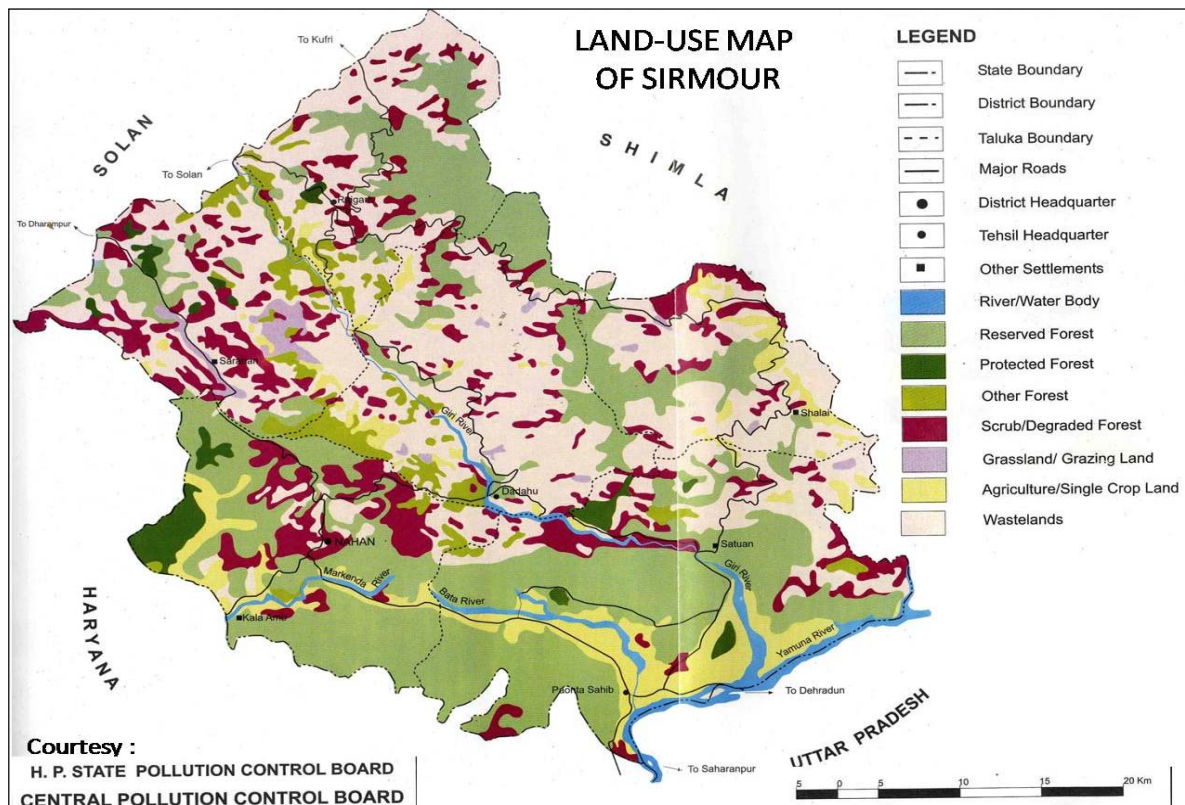 LAND-USE MAP
OF SIRMOUR
LEGEND
State Boundary
District Boundary
Taluka Boundary
Major Roads
District Headquarter
Tehsil Headquarter
Other Settlements
River/Water Body
Reserved Forest
Protected Forest
Other Forest
Scrub/Degraded Forest
Grassland/ Grazing Land
Agriculture/Single Crop Land
Wastelands
To Kufri
SOLAN
SHIMLA
To Solan
To Dharampur
Rajgarh
Sarahan
Giri River
Shalai
Dadahu
NAHAN
Satuan
Markenda River
Giri River
Bata River
Kala Amb
Yamuna River
HARYANA
Paonta Sahib
To Dehradun
UTTAR PRADESH
To Saharanpur
Courtesy :
H. P. STATE POLLUTION CONTROL BOARD
CENTRAL POLLUTION CONTROL BOARD
5 0 5 10 15 20 Km